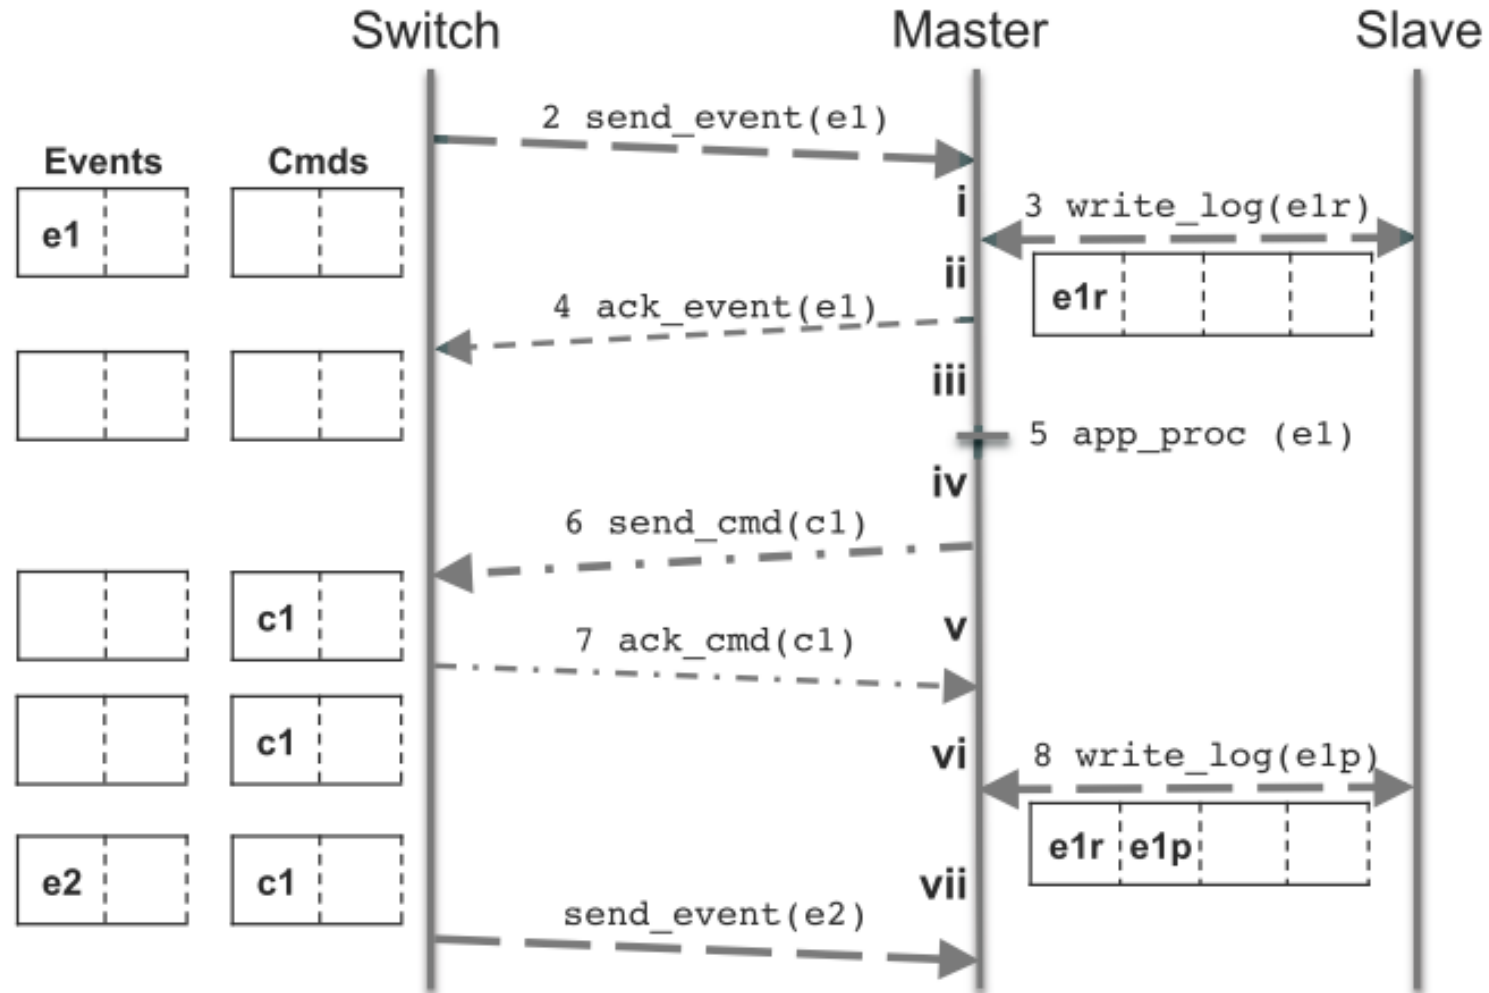 Switch Master Slave
2 send_event(e1)
Events Cmds
i
3 write_log(e1r)
e1
ii
e1r
4 ack_event(e1)
iii
5 app_proc (e1)
iv
6 send_cmd(c1)
c1
v
7 ack_cmd(c1)
c1
vi
8 write_log(e1p)
e1r e1p
e2 c1
vii
send_event(e2)